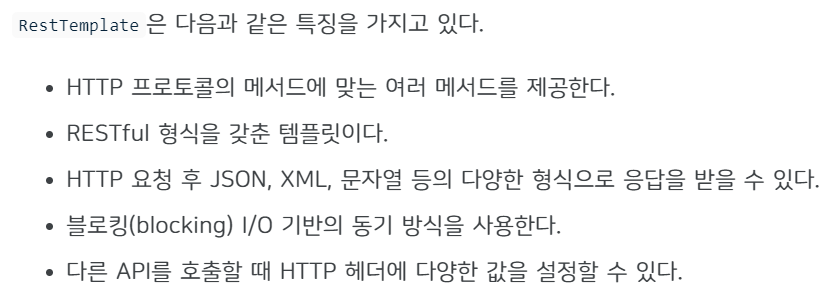 RestTemplate 은 다음과 같은 특징을 가지고 있다.
• HTTP 프로토콜의 메서드에 맞는 여러 메서드를 제공한다.
• RESTful 형식을 갖춘 템플릿이다.
• HTTP 요청 후 JSON, XML, 문자열 등의 다양한 형식으로 응답을 받을 수 있다.
• 블로킹(blocking) I/O 기반의 동기 방식을 사용한다.
• 다른 API를 호출할 때 HTTP 헤더에 다양한 값을 설정할 수 있다.